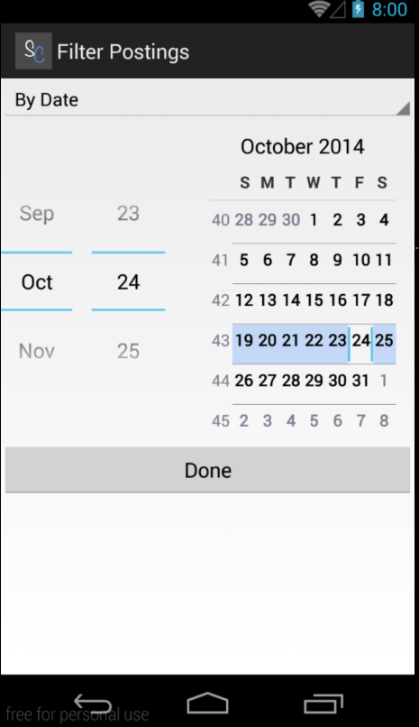 8:00
SC Filter Postings
By Date
October 2014
S M T W T F S
Sep 23
40 28 29 30 1 2 3 4
41 5 6 7 8 9 10 11
Oct 24
42 12 13 14 15 16 17 18
43 19 20 21 22 23 24 25
Nov 25
44 26 27 28 29 30 31 1
45 2 3 4 5 6 7 8
Done
free for personal use